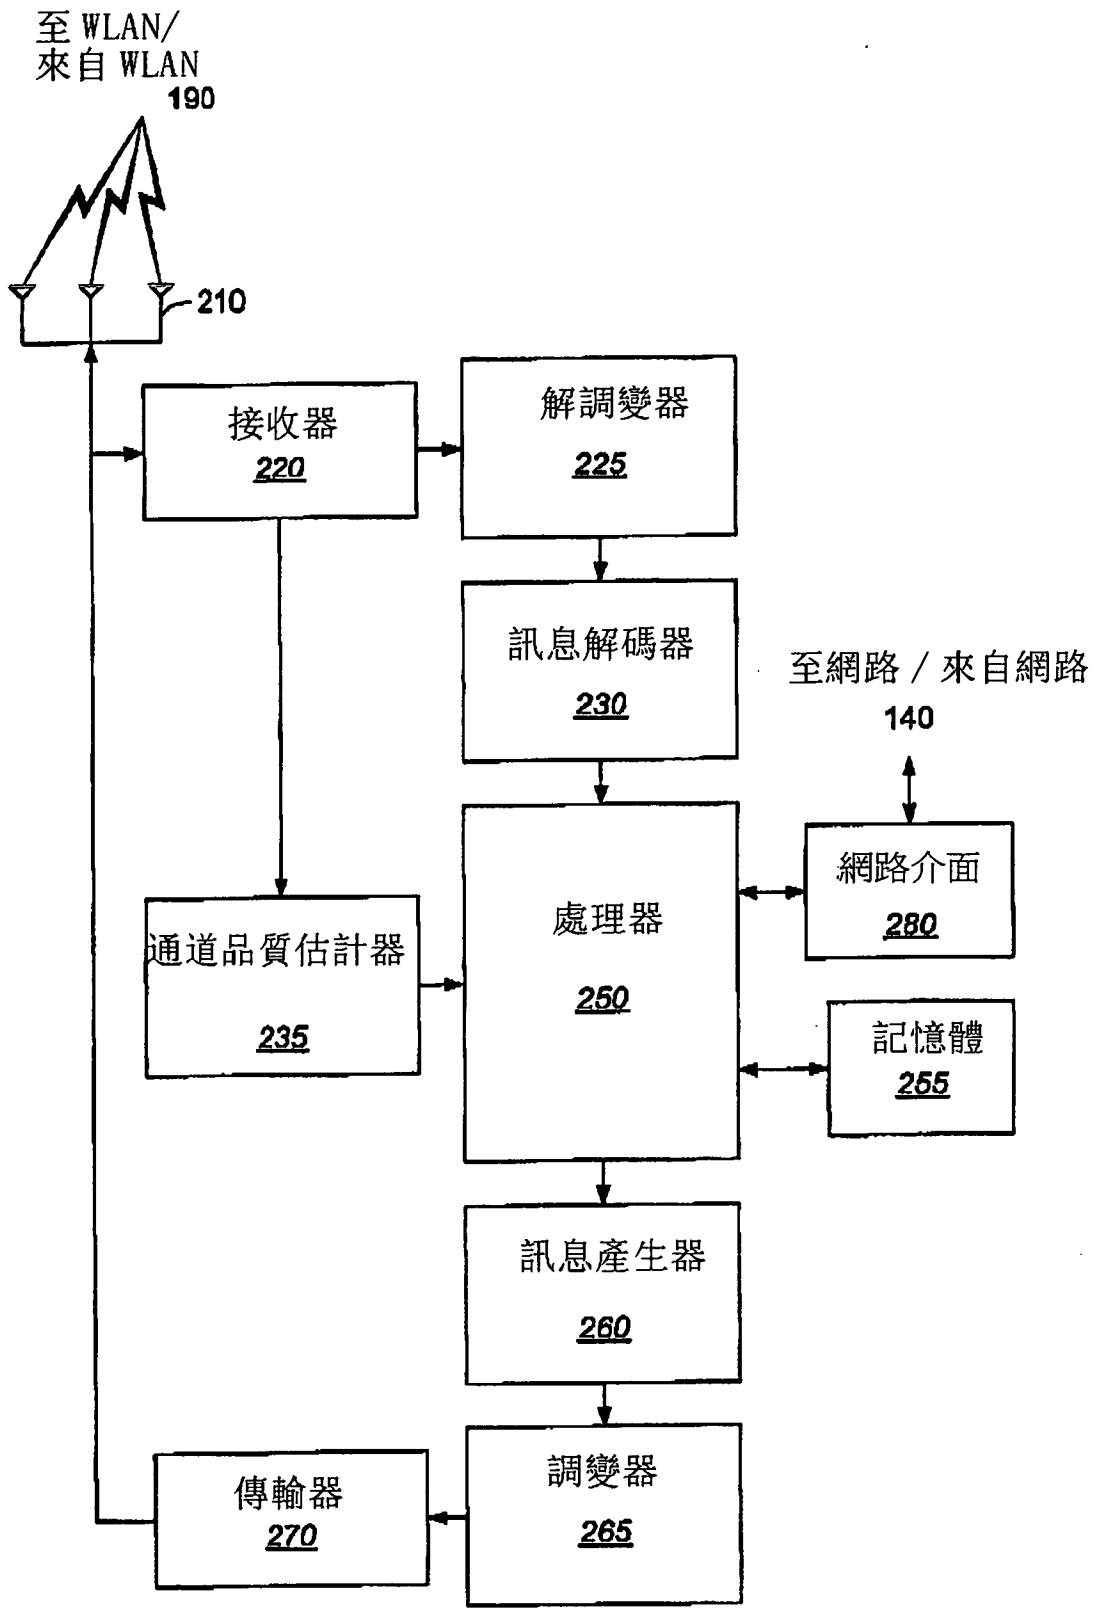 至 WLAN/
來自 WLAN
190
210
接收器
220
解調變器
225
訊息解碼器
230
至網路 / 來自網路
140
網路介面
280
通道品質估計器
235
處理器
250
記憶體
255
訊息產生器
260
調變器
265
傳輸器
270